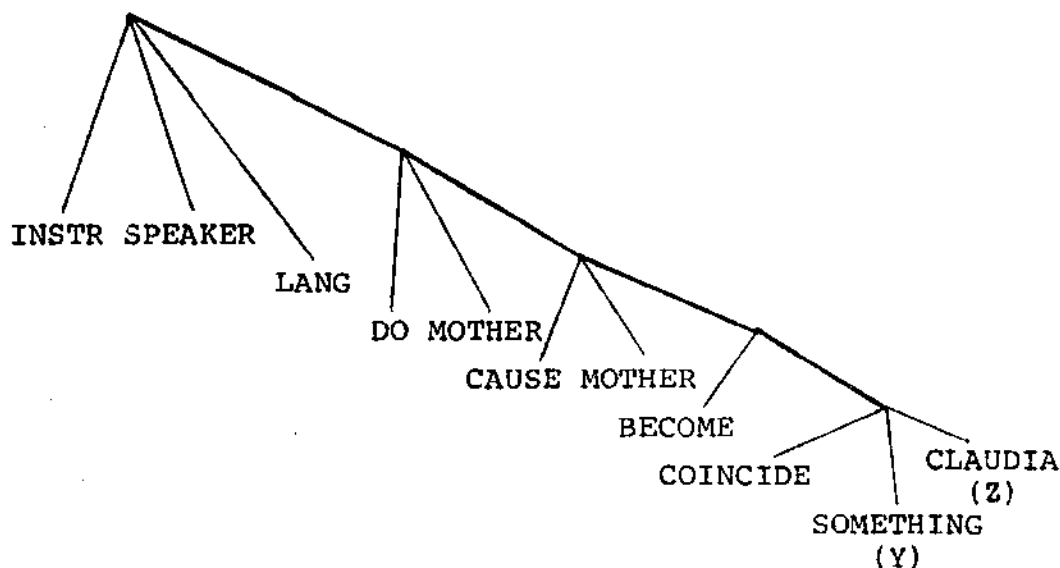 INSTR SPEAKER
LANG
DO MOTHER
CAUSE MOTHER
BECOME
COINCIDE
CLAUDIA
(Z)
SOMETHING
(Y)